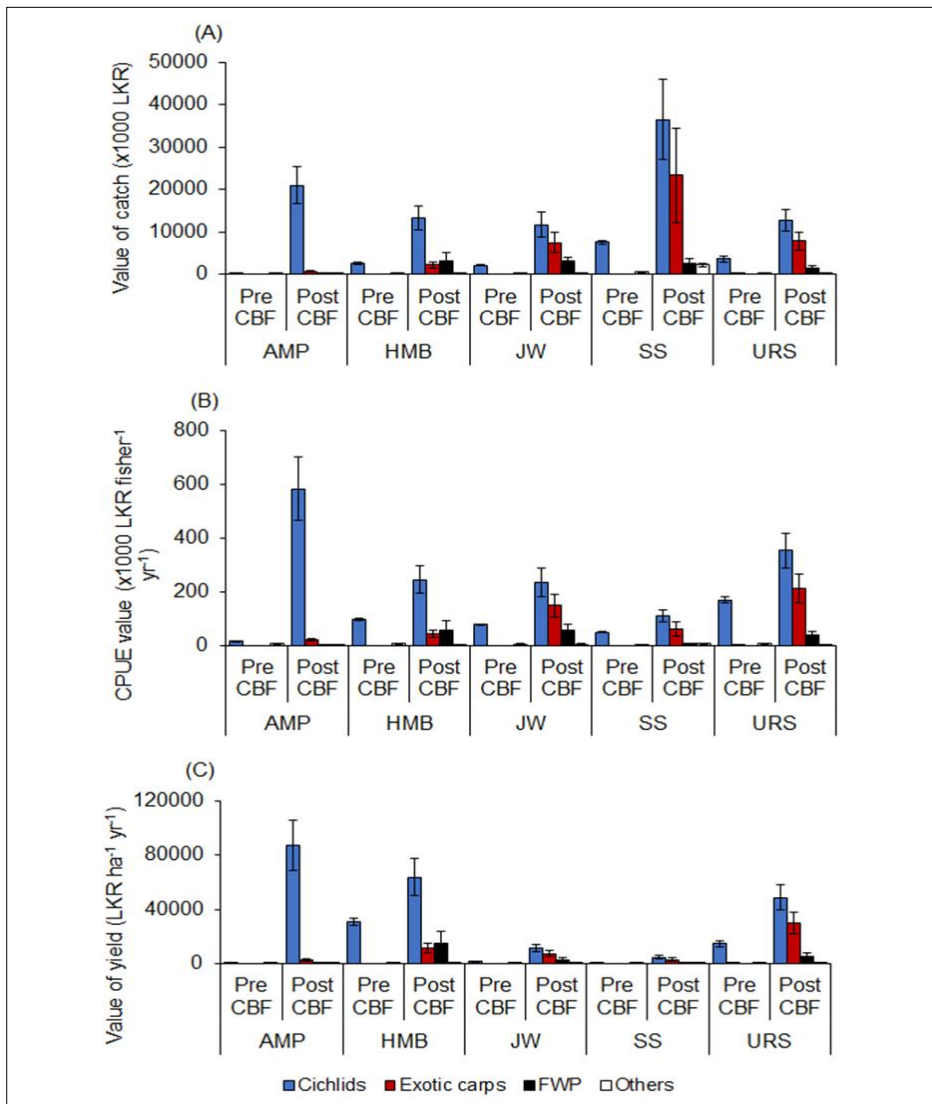 (A)
Value of catch (x1000 LKR)
50000
40000
30000
20000
10000
0
Pre Post Pre Post Pre Post Pre Post Pre Post
CBF CBF CBF CBF CBF CBF CBF CBF CBF CBF
AMP HMB JW SS URS
(B)
CPUE value (x1000 LKR fisher⁻¹
yr⁻¹)
800
600
400
200
0
Pre Post Pre Post Pre Post Pre Post Pre Post
CBF CBF CBF CBF CBF CBF CBF CBF CBF CBF
AMP HMB JW SS URS
(C)
Value of yield (LKR ha⁻¹ yr⁻¹)
120000
80000
40000
0
Pre Post Pre Post Pre Post Pre Post Pre Post
CBF CBF CBF CBF CBF CBF CBF CBF CBF CBF
AMP HMB JW SS URS
Cichlids Exotic carps FWP Others